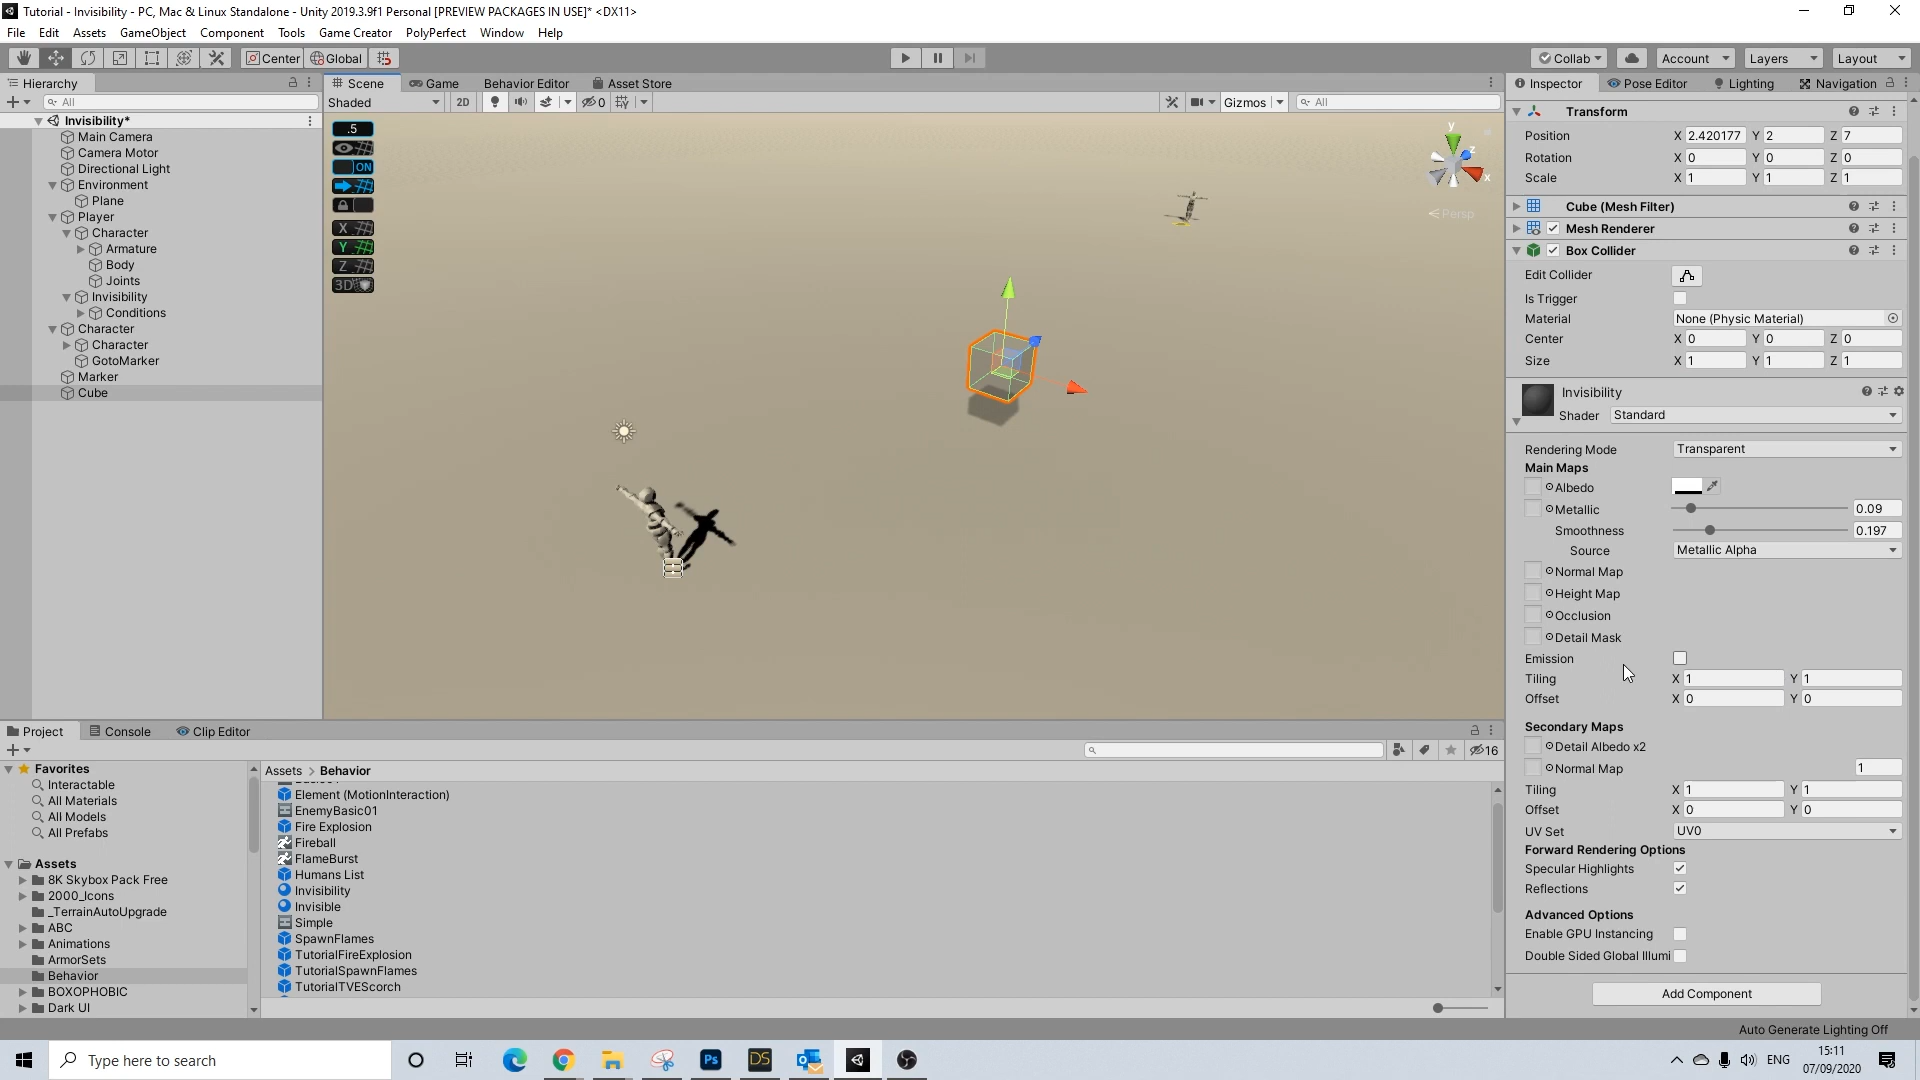 Tutorial - Invisibility - PC, Mac & Linux Standalone - Unity 2019.3.9f1 Personal [PREVIEW PACKAGES IN USE]* <DX11>
File Edit Assets GameObject Component Tools Game Creator PolyPerfect Window Help
Center Global Collab Account Layers Layout
Hierarchy
All
Invisibility*
Main Camera
Camera Motor
Directional Light
Environment
Plane
Player
Character
Armature
Body
Joints
Invisibility
Conditions
Character
Character
GotoMarker
Marker
Cube
Scene Game Behavior Editor Asset Store
Shaded 2D 0 Gizmos All
.5
ON
X
Y
Z
3D
y
z
x
Persp
Inspector Pose Editor Lighting Navigation
Transform
Position X 2.420177 Y 2 Z 7
Rotation X 0 Y 0 Z 0
Scale X 1 Y 1 Z 1
Cube (Mesh Filter)
Mesh Renderer
Box Collider
Edit Collider
Is Trigger
Material None (Physic Material)
Center X 0 Y 0 Z 0
Size X 1 Y 1 Z 1
Invisibility
Shader Standard
Rendering Mode Transparent
Main Maps
Albedo
Metallic 0.09
Smoothness 0.197
Source Metallic Alpha
Normal Map
Height Map
Occlusion
Detail Mask
Emission
Tiling X 1 Y 1
Offset X 0 Y 0
Secondary Maps
Detail Albedo x2
Normal Map 1
Tiling X 1 Y 1
Offset X 0 Y 0
UV Set UV0
Forward Rendering Options
Specular Highlights
Reflections
Advanced Options
Enable GPU Instancing
Double Sided Global Illumi
Add Component
Auto Generate Lighting Off
Project Console Clip Editor
16
Favorites
Interactable
All Materials
All Models
All Prefabs
Assets
8K Skybox Pack Free
2000_Icons
_TerrainAutoUpgrade
ABC
Animations
ArmorSets
Behavior
BOXOPHOBIC
Dark UI
Assets > Behavior
Element (MotionInteraction)
EnemyBasic01
Fire Explosion
Fireball
FlameBurst
Humans List
Invisibility
Invisible
Simple
SpawnFlames
TutorialFireExplosion
TutorialSpawnFlames
TutorialTVEScorch
Type here to search
Ps
DS
ENG
15:11
07/09/2020